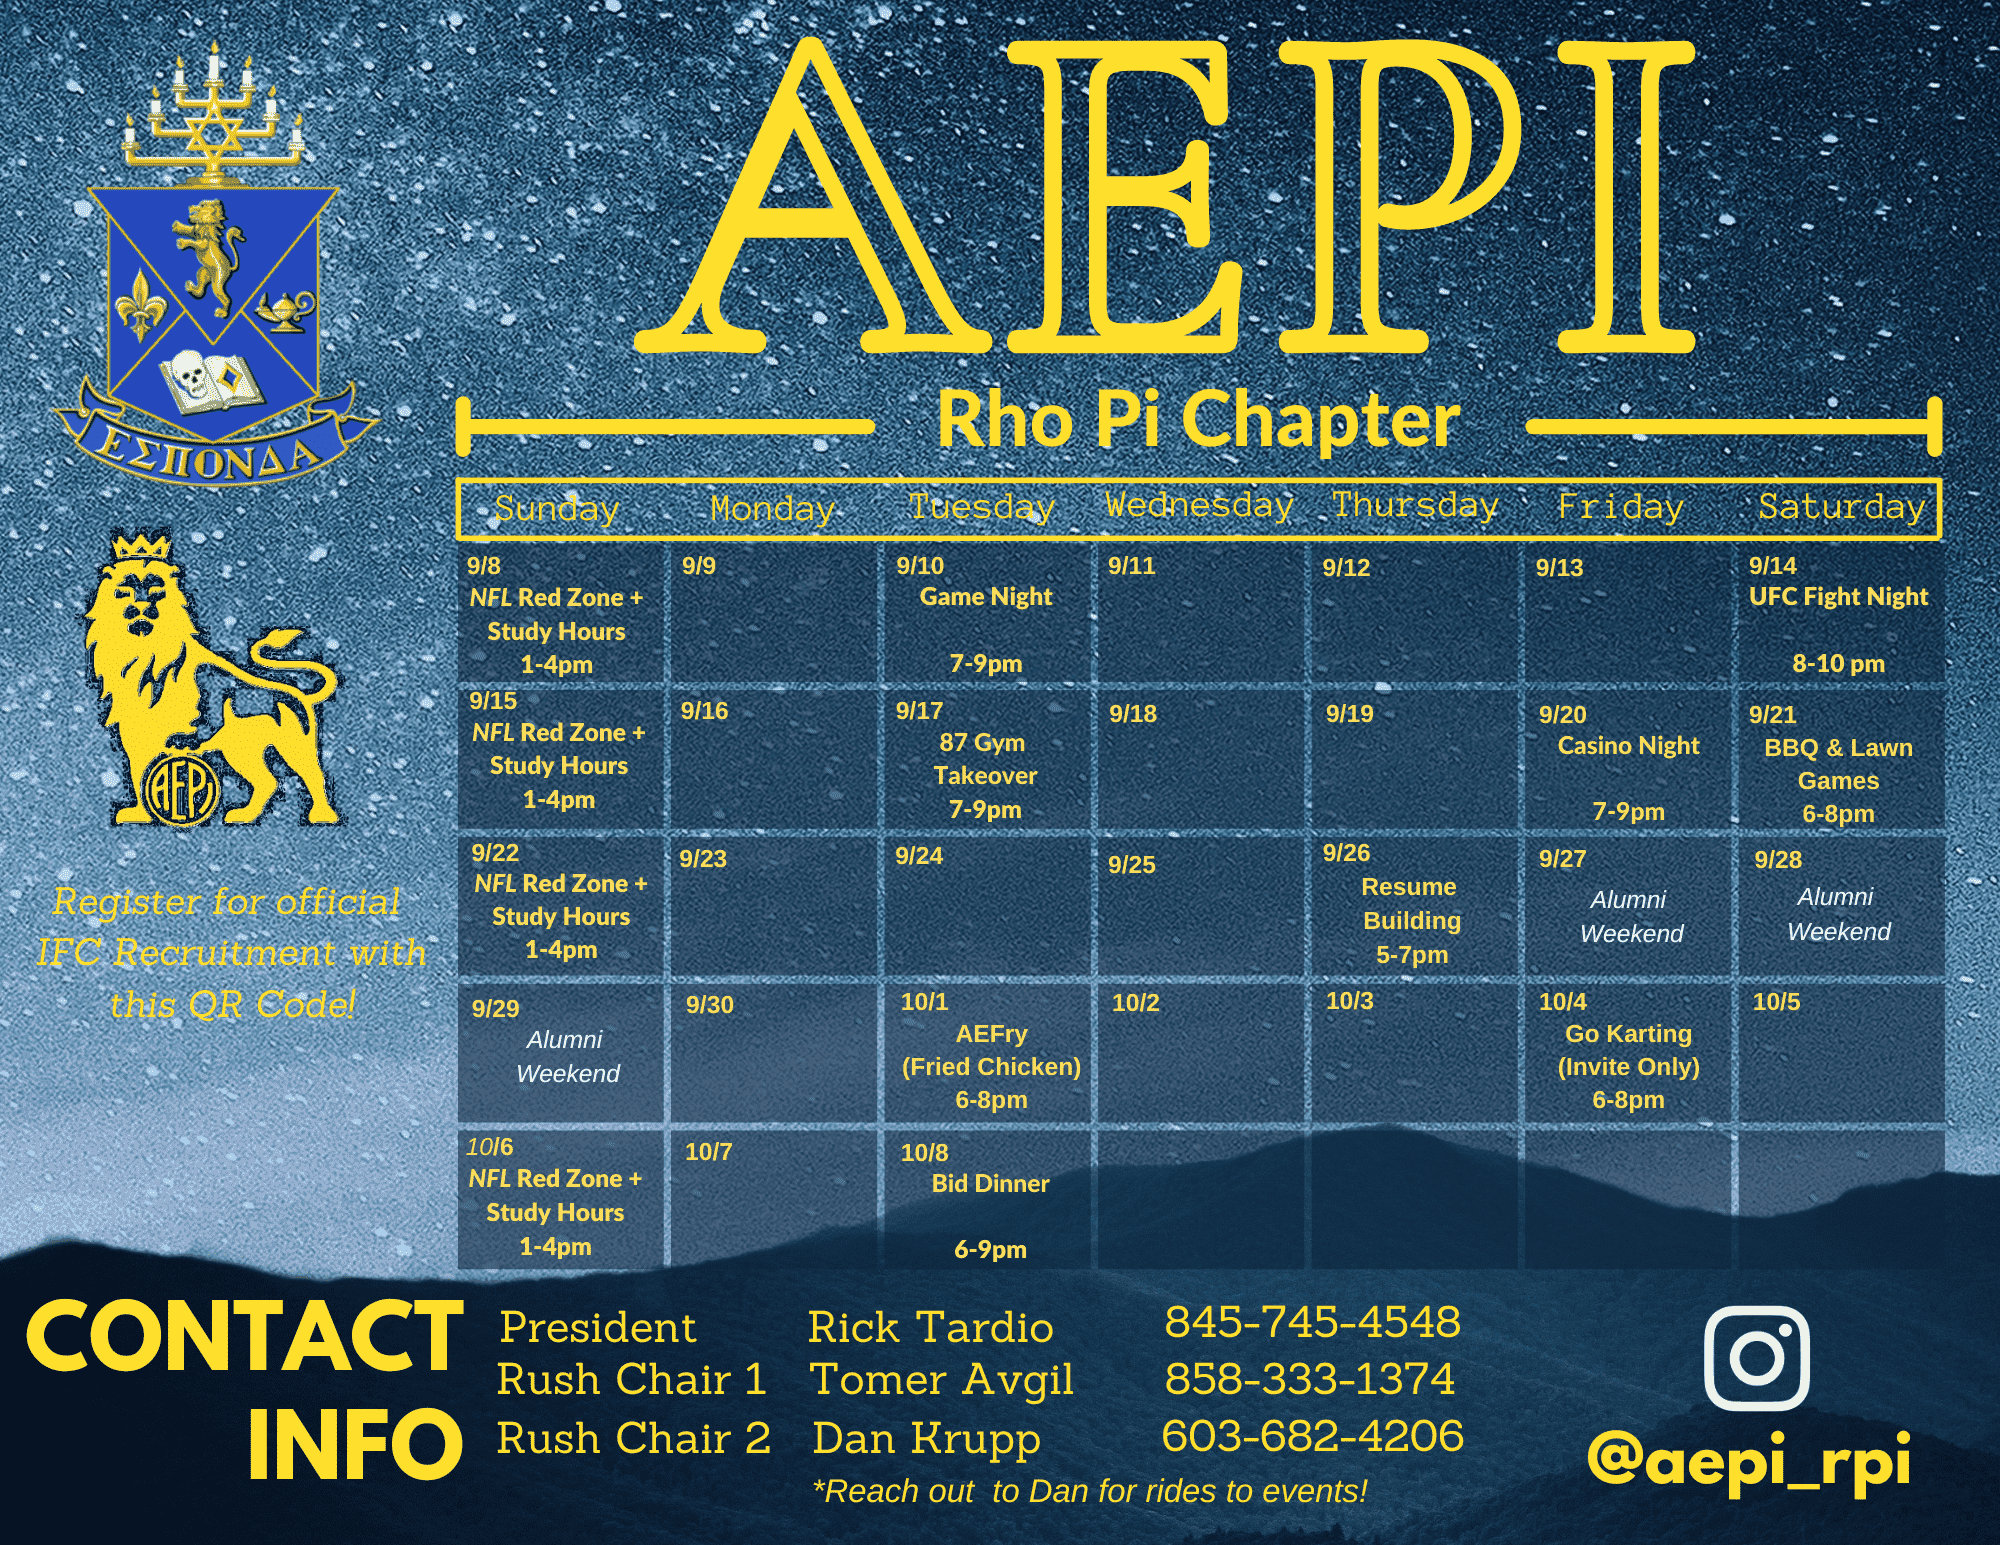 AEPI
Rho Pi Chapter
ΕΣΠΟΝΔΑ
AEPi
Register for official
IFC Recruitment with
this QR Code!
Sunday Monday Tuesday Wednesday Thursday Friday Saturday
9/8
NFL Red Zone +
Study Hours
1-4pm
9/9
9/10
Game Night
7-9pm
9/11
9/12
9/13
9/14
UFC Fight Night
8-10 pm
9/15
NFL Red Zone +
Study Hours
1-4pm
9/16
9/17
87 Gym
Takeover
7-9pm
9/18
9/19
9/20
Casino Night
7-9pm
9/21
BBQ & Lawn
Games
6-8pm
9/22
NFL Red Zone +
Study Hours
1-4pm
9/23
9/24
9/25
9/26
Resume
Building
5-7pm
9/27
Alumni
Weekend
9/28
Alumni
Weekend
9/29
Alumni
Weekend
9/30
10/1
AEFry
(Fried Chicken)
6-8pm
10/2
10/3
10/4
Go Karting
(Invite Only)
6-8pm
10/5
10/6
NFL Red Zone +
Study Hours
1-4pm
10/7
10/8
Bid Dinner
6-9pm
CONTACT
INFO
President Rick Tardio 845-745-4548
Rush Chair 1 Tomer Avgil 858-333-1374
Rush Chair 2 Dan Krupp 603-682-4206
*Reach out to Dan for rides to events!
@aepi_rpi